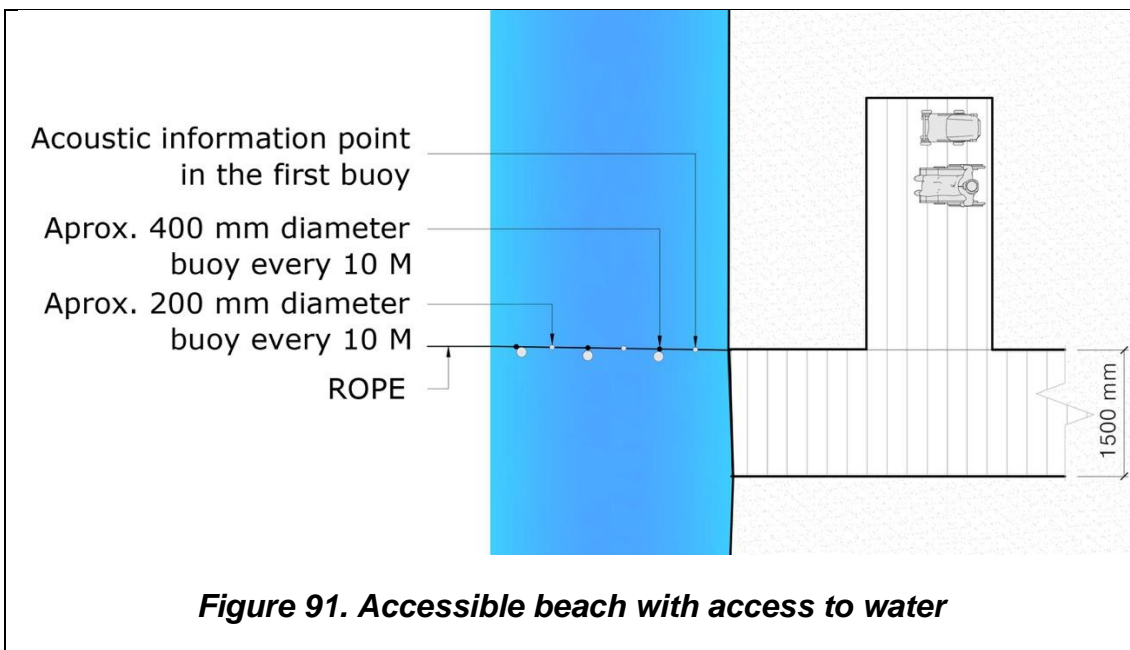 Acoustic information point
in the first buoy
Aprox. 400 mm diameter
buoy every 10 M
Aprox. 200 mm diameter
buoy every 10 M
ROPE
1500 mm
Figure 91. Accessible beach with access to water